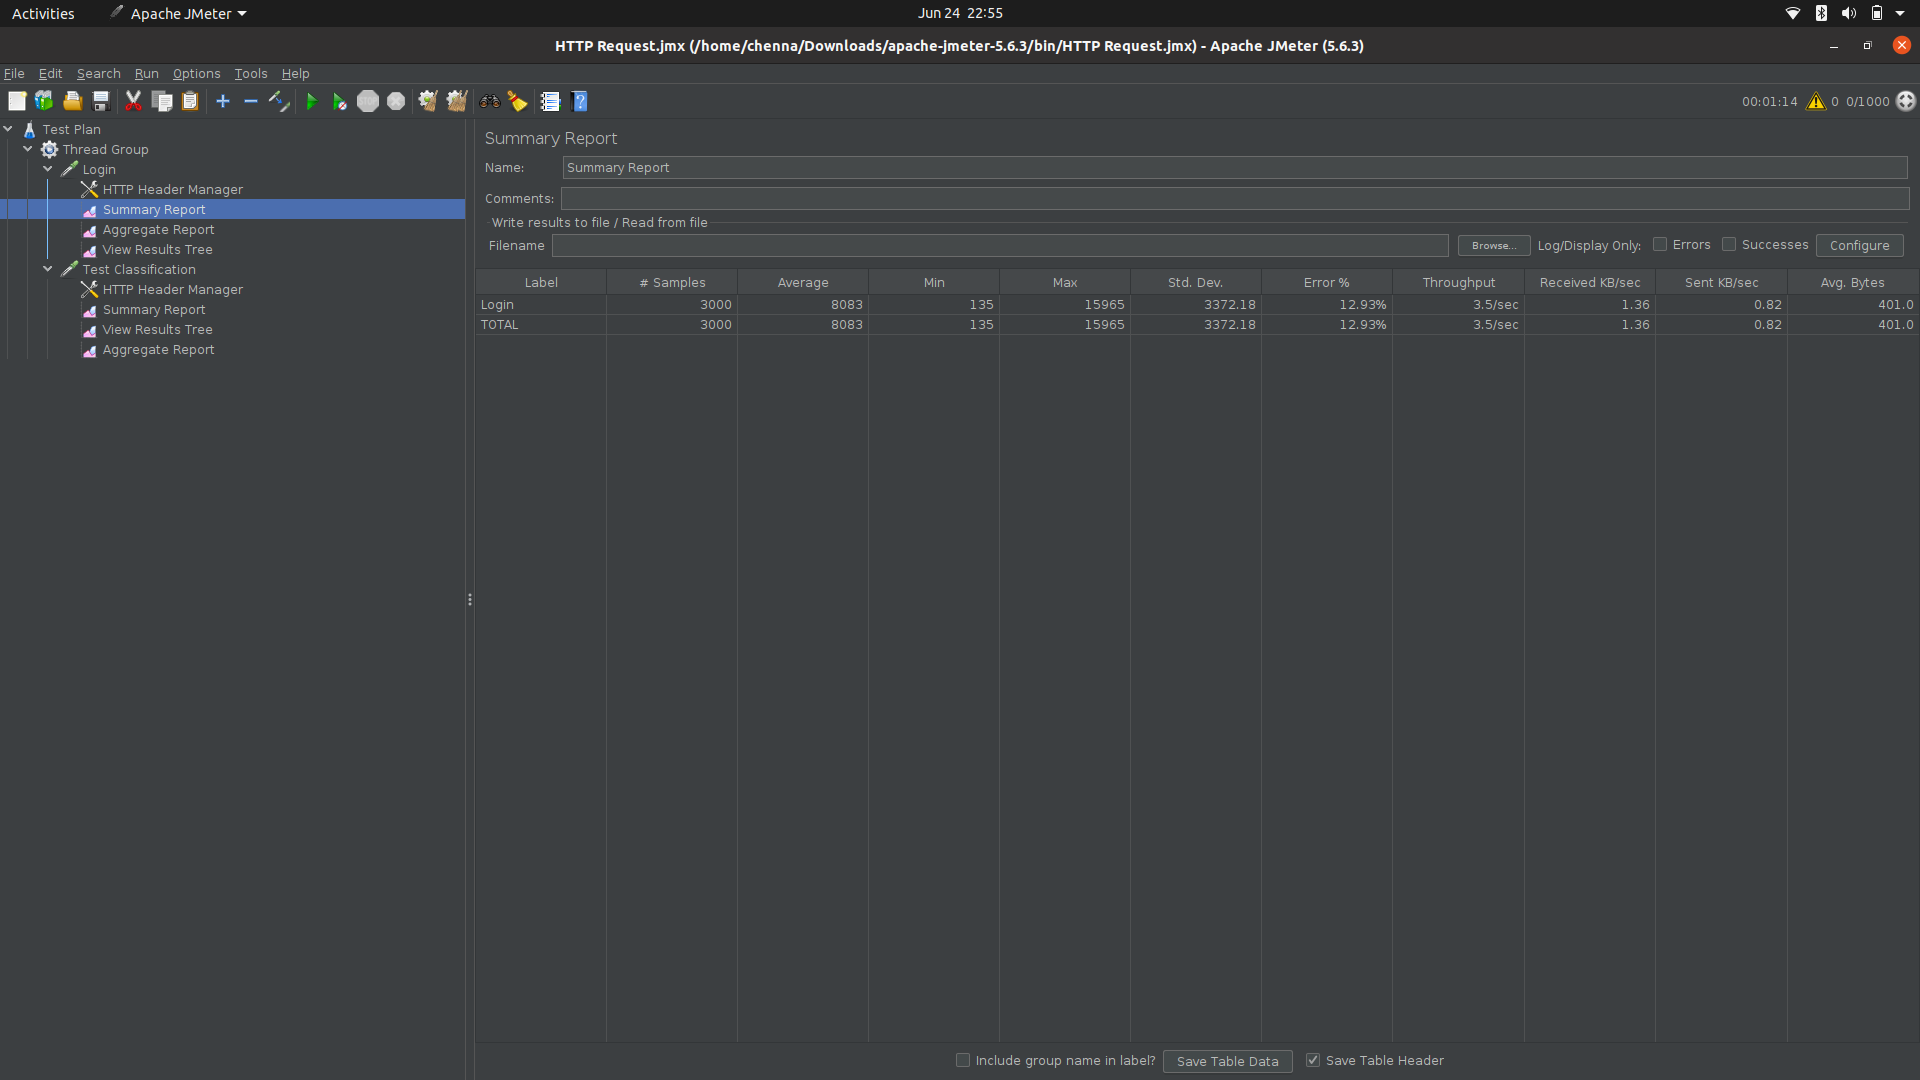 Activities Apache JMeter Jun 24 22:55
HTTP Request.jmx (/home/chenna/Downloads/apache-jmeter-5.6.3/bin/HTTP Request.jmx) - Apache JMeter (5.6.3)
File Edit Search Run Options Tools Help
00:01:14 0 0/1000
Test Plan
Thread Group
Login
HTTP Header Manager
Summary Report
Aggregate Report
View Results Tree
Test Classification
HTTP Header Manager
Summary Report
View Results Tree
Aggregate Report
Summary Report
Name: Summary Report
Comments:
Write results to file / Read from file
Filename Browse... Log/Display Only: Errors Successes Configure
Label # Samples Average Min Max Std. Dev. Error % Throughput Received KB/sec Sent KB/sec Avg. Bytes
Login 3000 8083 135 15965 3372.18 12.93% 3.5/sec 1.36 0.82 401.0
TOTAL 3000 8083 135 15965 3372.18 12.93% 3.5/sec 1.36 0.82 401.0
Include group name in label? Save Table Data Save Table Header